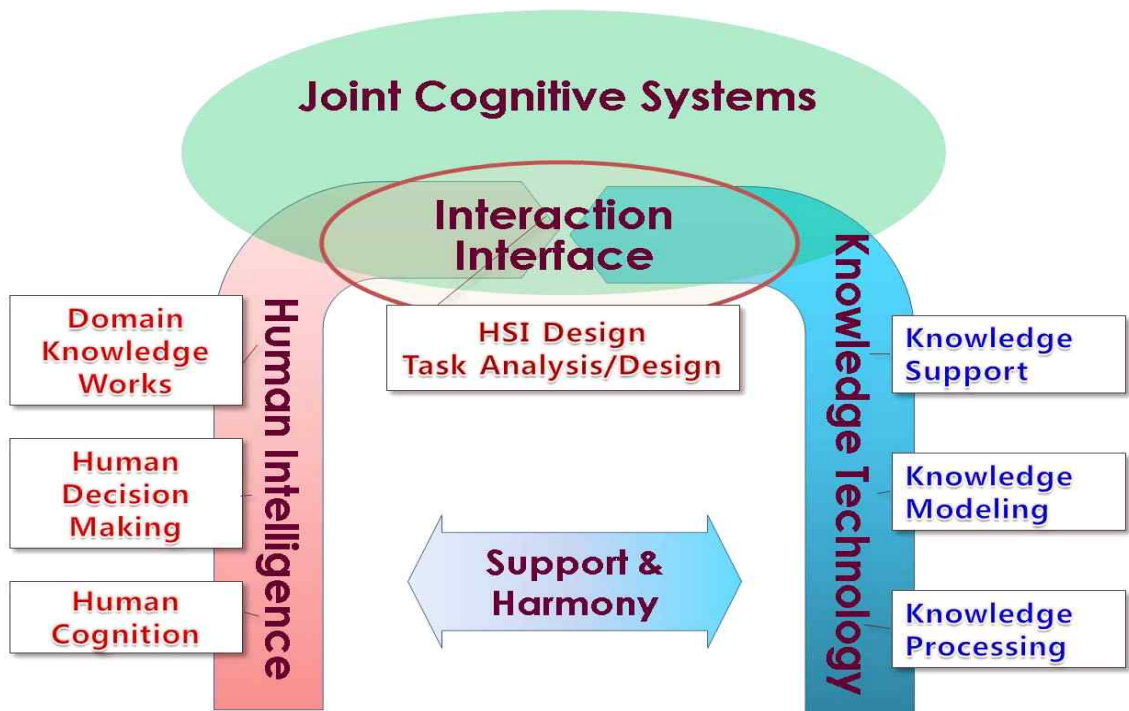 Joint Cognitive Systems
Interaction
Interface
HSI Design
Task Analysis/Design
Human Intelligence
Domain
Knowledge
Works
Human
Decision
Making
Human
Cognition
Support &
Harmony
Knowledge Technology
Knowledge
Support
Knowledge
Modeling
Knowledge
Processing